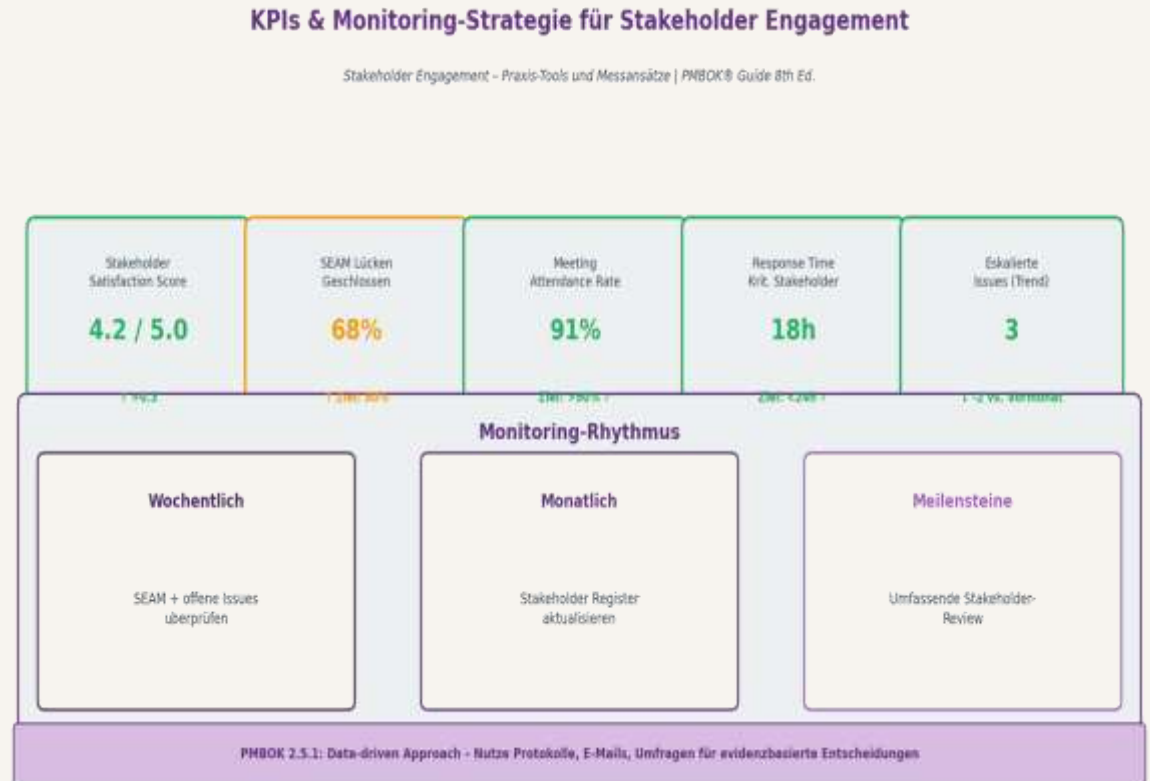 KPIs & Monitoring-Strategie für Stakeholder Engagement
Stakeholder Engagement - Praxis-Tools und Messansätze | PMBOK® Guide 8th Ed.
Stakeholder
Satisfaction Score
4.2 / 5.0
SEAM Lücken
Geschlossen
68%
Meeting
Attendance Rate
91%
Response Time
Krit. Stakeholder
18h
Eskalierte
Issues (Trend)
3
Monitoring-Rhythmus
Wochentlich
SEAM + offene Issues
uberprüfen
Monatlich
Stakeholder Register
aktualisieren
Meilensteine
Umfassende Stakeholder-
Review
PMBOK 2.5.1: Data-driven Approach - Nutze Protokolle, E-Mails, Umfragen für evidenzbasierte Entscheidungen